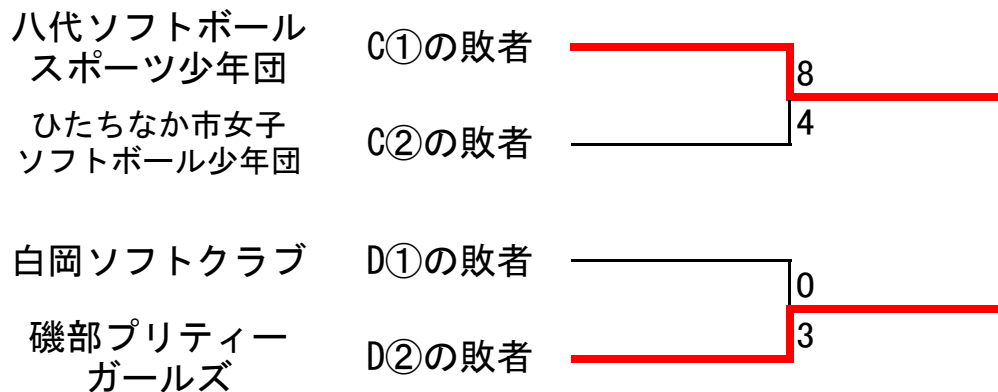 八代ソフトボール
スポーツ少年団
C①の敗者
8
ひたちなか市女子
ソフトボール少年団
C②の敗者
4
白岡ソフトクラブ
D①の敗者
0
磯部プリティー
ガールズ
D②の敗者
3